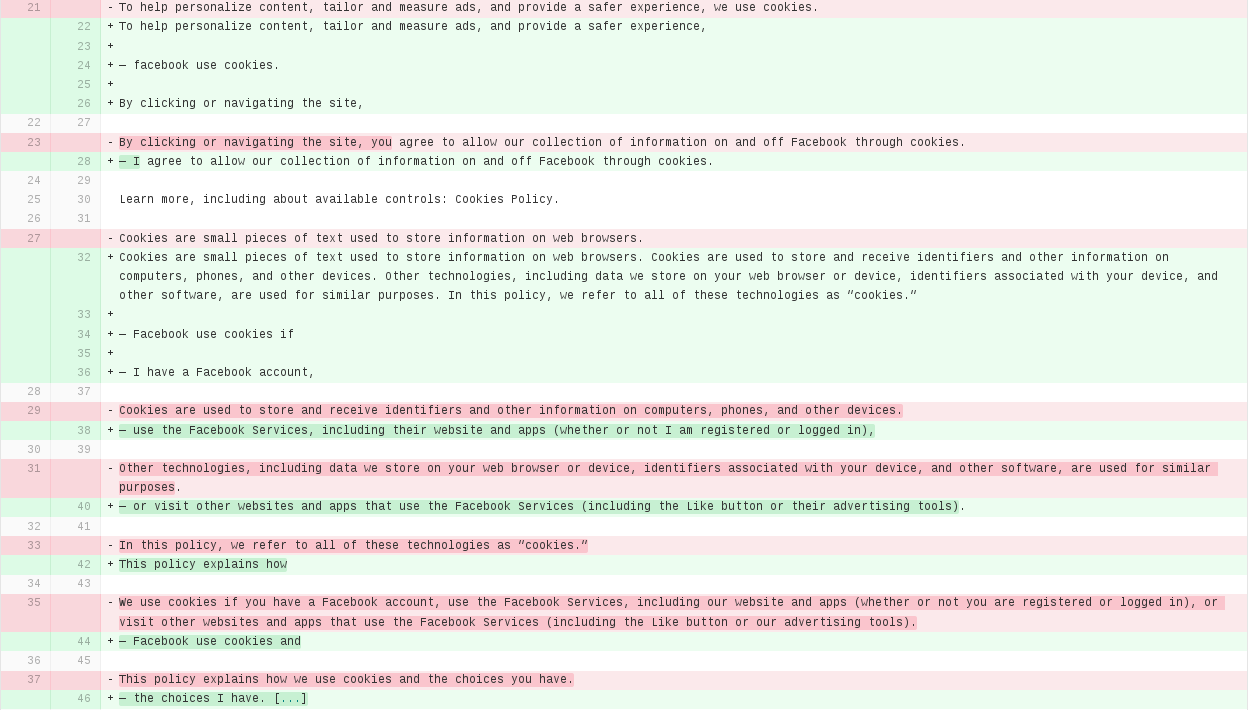 21 - To help personalize content, tailor and measure ads, and provide a safer experience, we use cookies.
22 + To help personalize content, tailor and measure ads, and provide a safer experience,
23 +
24 + — facebook use cookies.
25 +
26 + By clicking or navigating the site,
22 27
23 - By clicking or navigating the site, you agree to allow our collection of information on and off Facebook through cookies.
28 + — I agree to allow our collection of information on and off Facebook through cookies.
24 29
25 30 Learn more, including about available controls: Cookies Policy.
26 31
27 - Cookies are small pieces of text used to store information on web browsers.
32 + Cookies are small pieces of text used to store information on web browsers. Cookies are used to store and receive identifiers and other information on
computers, phones, and other devices. Other technologies, including data we store on your web browser or device, identifiers associated with your device, and
other software, are used for similar purposes. In this policy, we refer to all of these technologies as “cookies.”
33 +
34 + — Facebook use cookies if
35 +
36 + — I have a Facebook account,
28 37
29 - Cookies are used to store and receive identifiers and other information on computers, phones, and other devices.
38 + — use the Facebook Services, including their website and apps (whether or not I am registered or logged in),
30 39
31 - Other technologies, including data we store on your web browser or device, identifiers associated with your device, and other software, are used for similar
purposes.
40 + — or visit other websites and apps that use the Facebook Services (including the Like button or their advertising tools).
32 41
33 - In this policy, we refer to all of these technologies as “cookies.”
42 + This policy explains how
34 43
35 - We use cookies if you have a Facebook account, use the Facebook Services, including our website and apps (whether or not you are registered or logged in), or
visit other websites and apps that use the Facebook Services (including the Like button or our advertising tools).
44 + — Facebook use cookies and
36 45
37 - This policy explains how we use cookies and the choices you have.
46 + — the choices I have. [...]